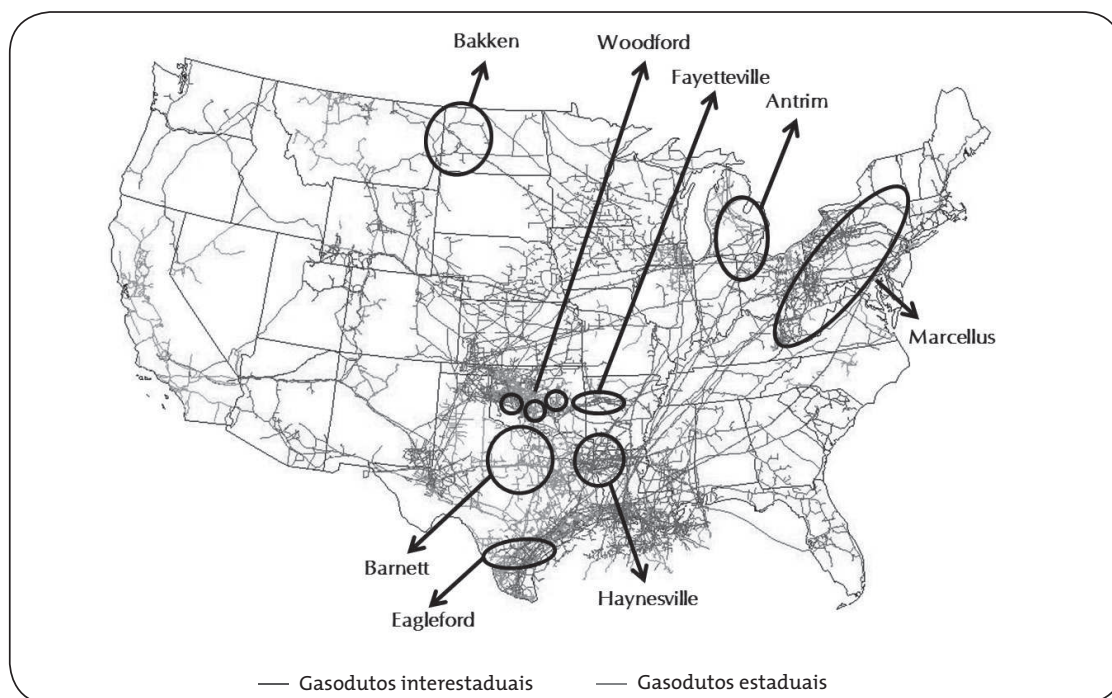 Bakken
Woodford
Fayetteville
Antrim
Marcellus
Barnett
Eagleford
Haynesville
Gasodutos interestaduais
Gasodutos estaduais